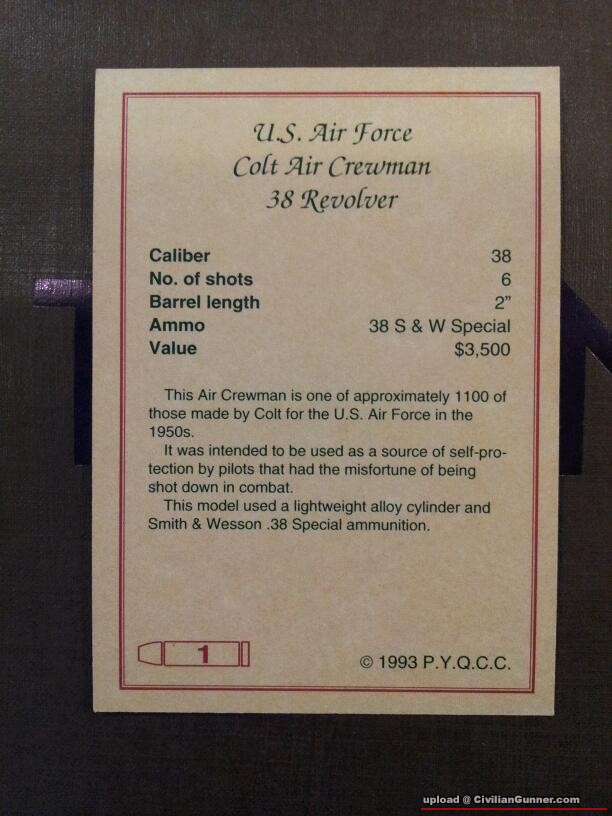 U.S. Air Force
Colt Air Crewman
38 Revolver
Caliber 38
No. of shots 6
Barrel length 2”
Ammo 38 S & W Special
Value $3,500
This Air Crewman is one of approximately 1100 of
those made by Colt for the U.S. Air Force in the
1950s.
It was intended to be used as a source of self-pro-
tection by pilots that had the misfortune of being
shot down in combat.
This model used a lightweight alloy cylinder and
Smith & Wesson .38 Special ammunition.
1
© 1993 P.Y.Q.C.C.
upload @ CivilianGunner.com